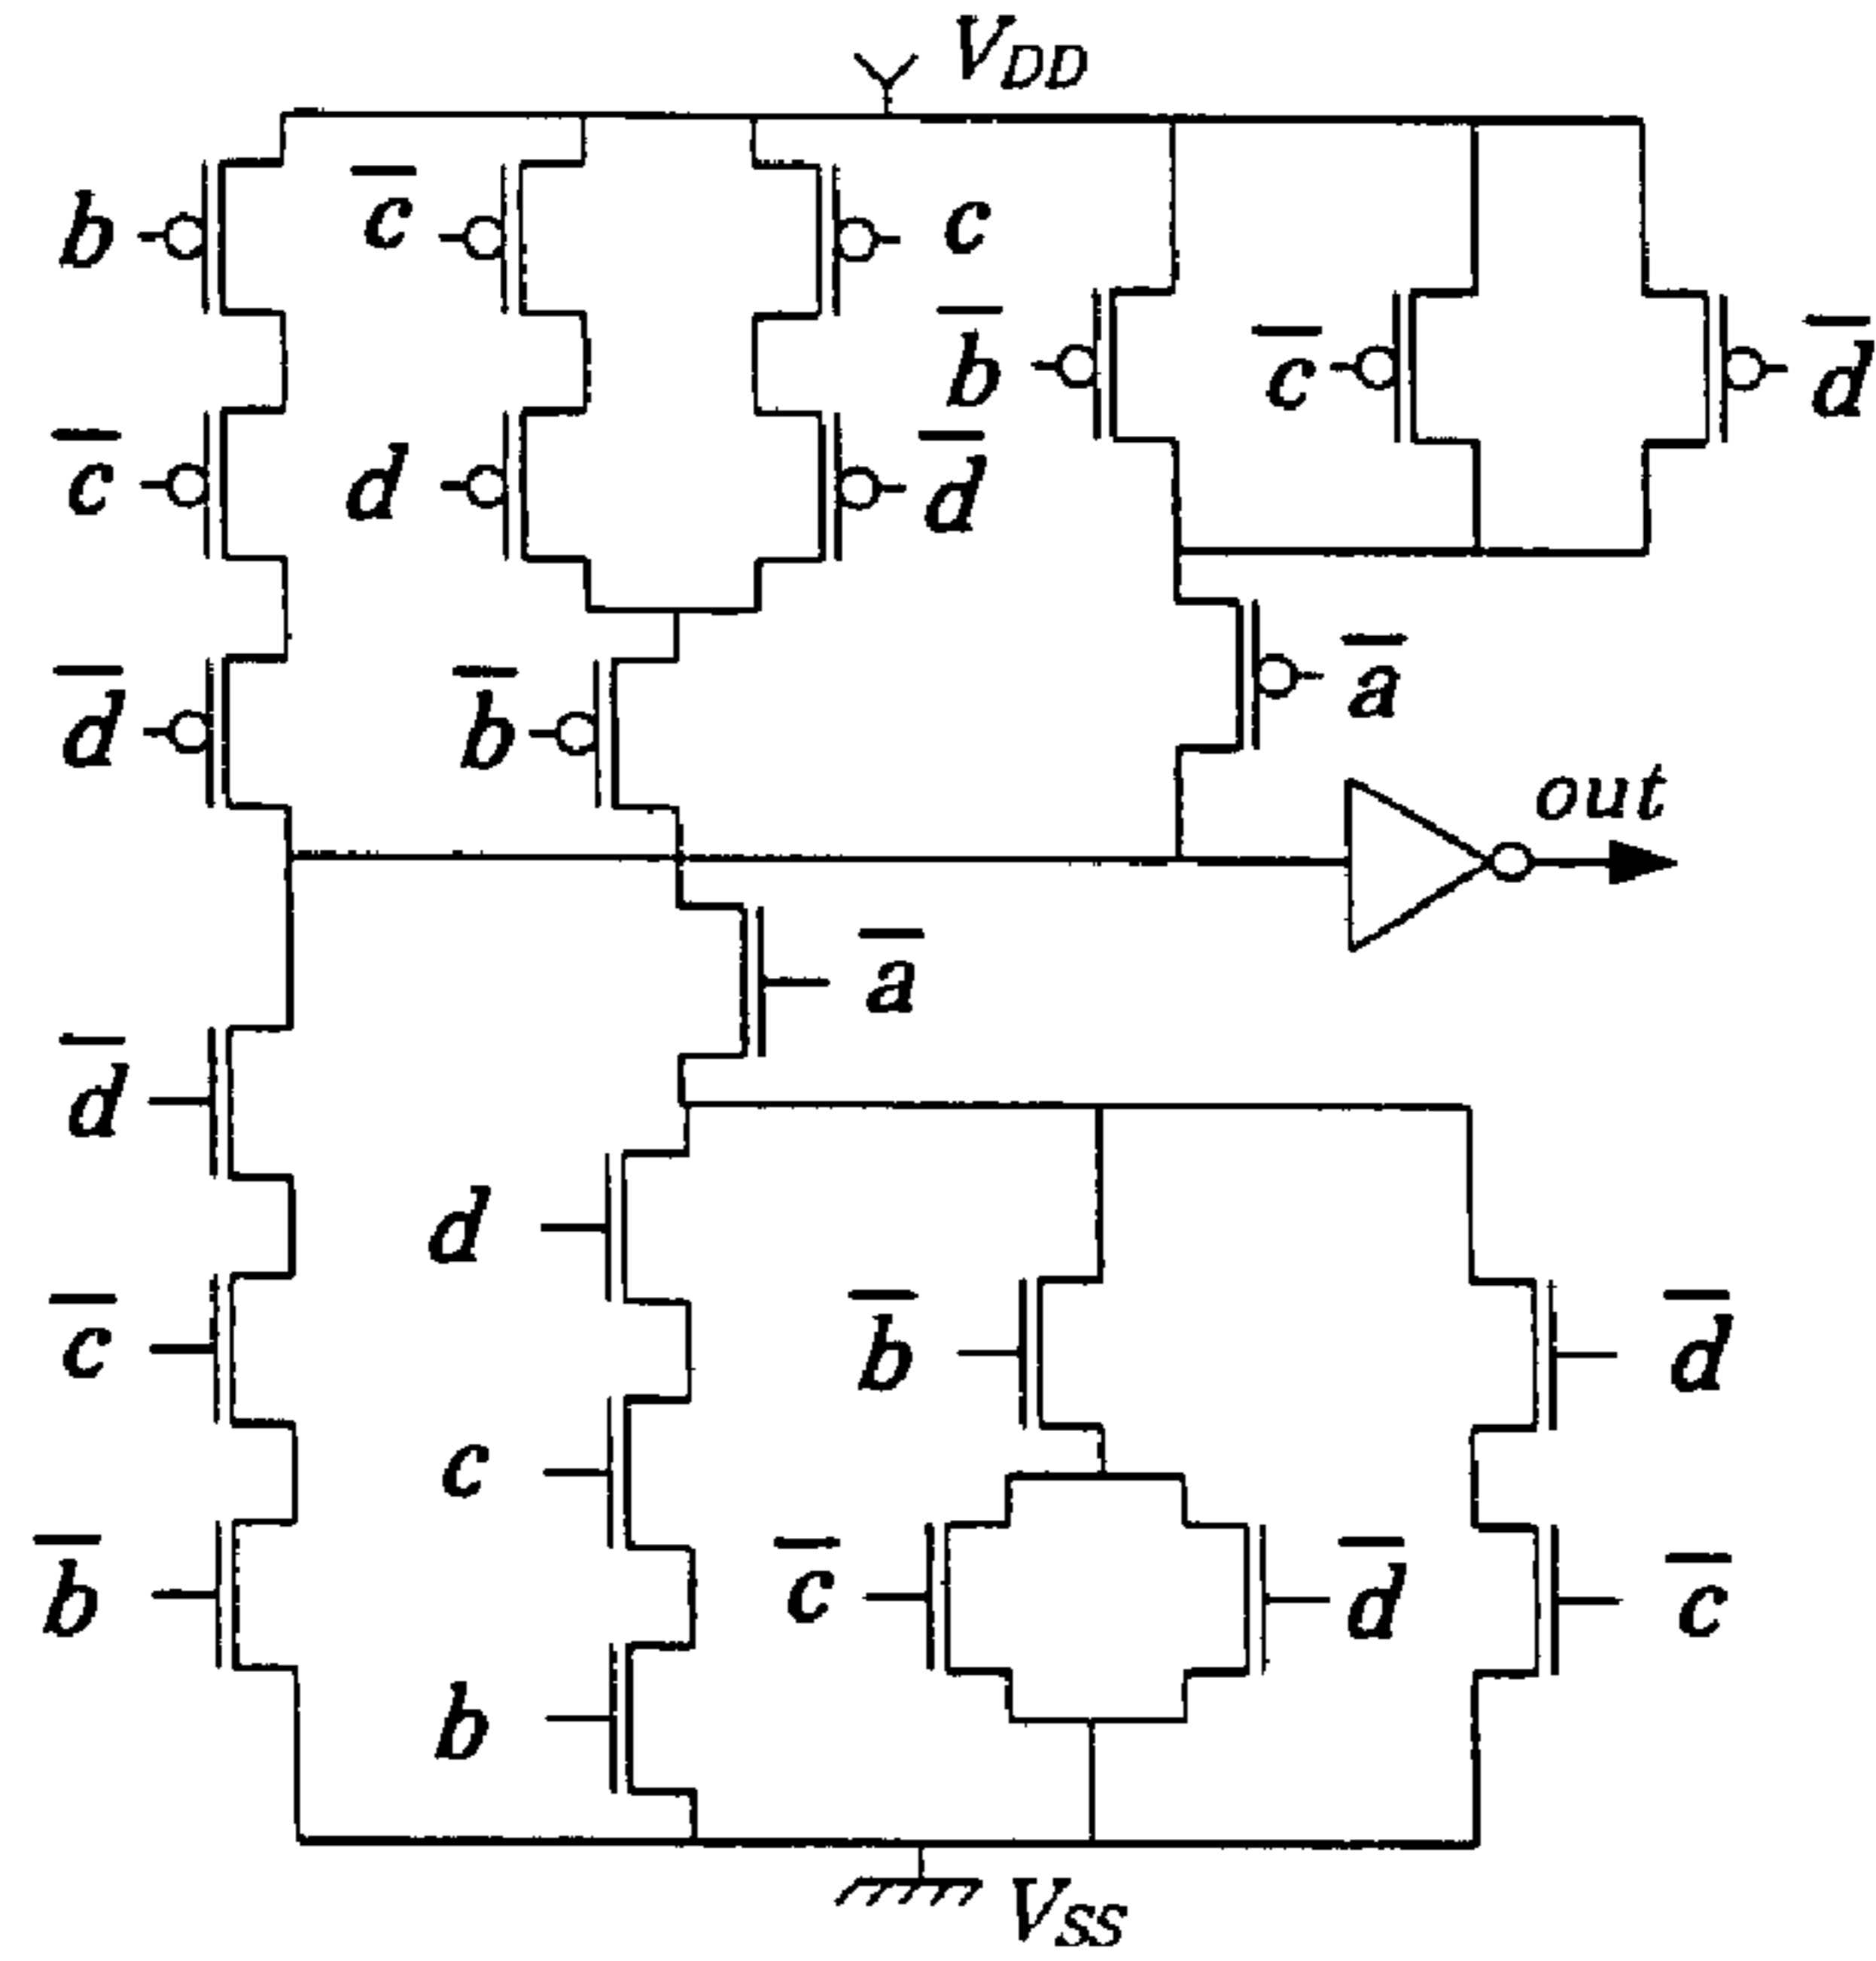 V_DD
b c̅ c
b̅ c̅ d̅
c̅ d d̅
d̅ b̅ a̅
out
a̅
d̅
d
c̅ b̅ d̅
c
b̅ c̅ d̅ c̅
b
V_SS